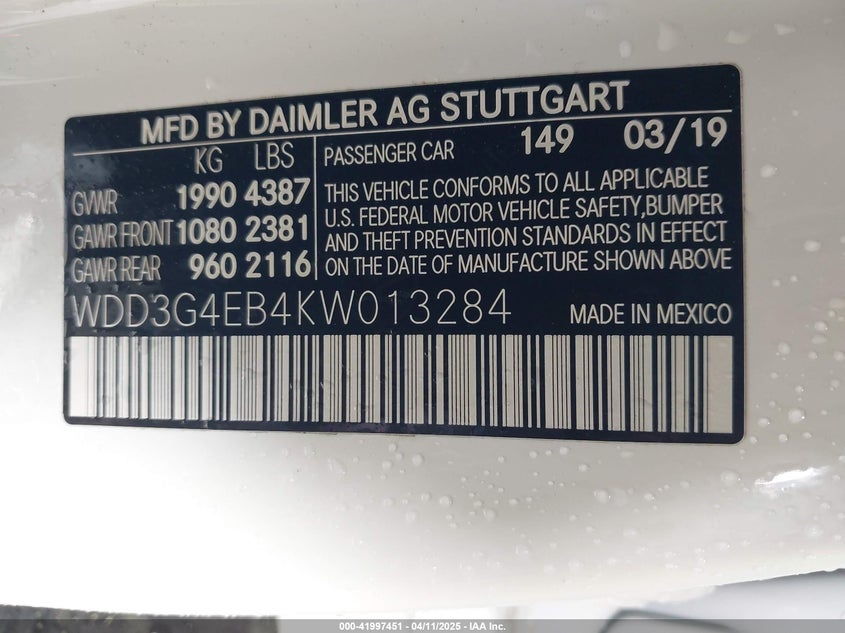 MFD BY DAIMLER AG STUTTGART
KG LBS
GVWR 1990 4387
GAWR FRONT 1080 2381
GAWR REAR 960 2116
PASSENGER CAR 149 03/19
THIS VEHICLE CONFORMS TO ALL APPLICABLE
U.S. FEDERAL MOTOR VEHICLE SAFETY,BUMPER
AND THEFT PREVENTION STANDARDS IN EFFECT
ON THE DATE OF MANUFACTURE SHOWN ABOVE
WDD3G4EB4KW013284 MADE IN MEXICO
000-41997451 - 04/11/2025 - IAA Inc.